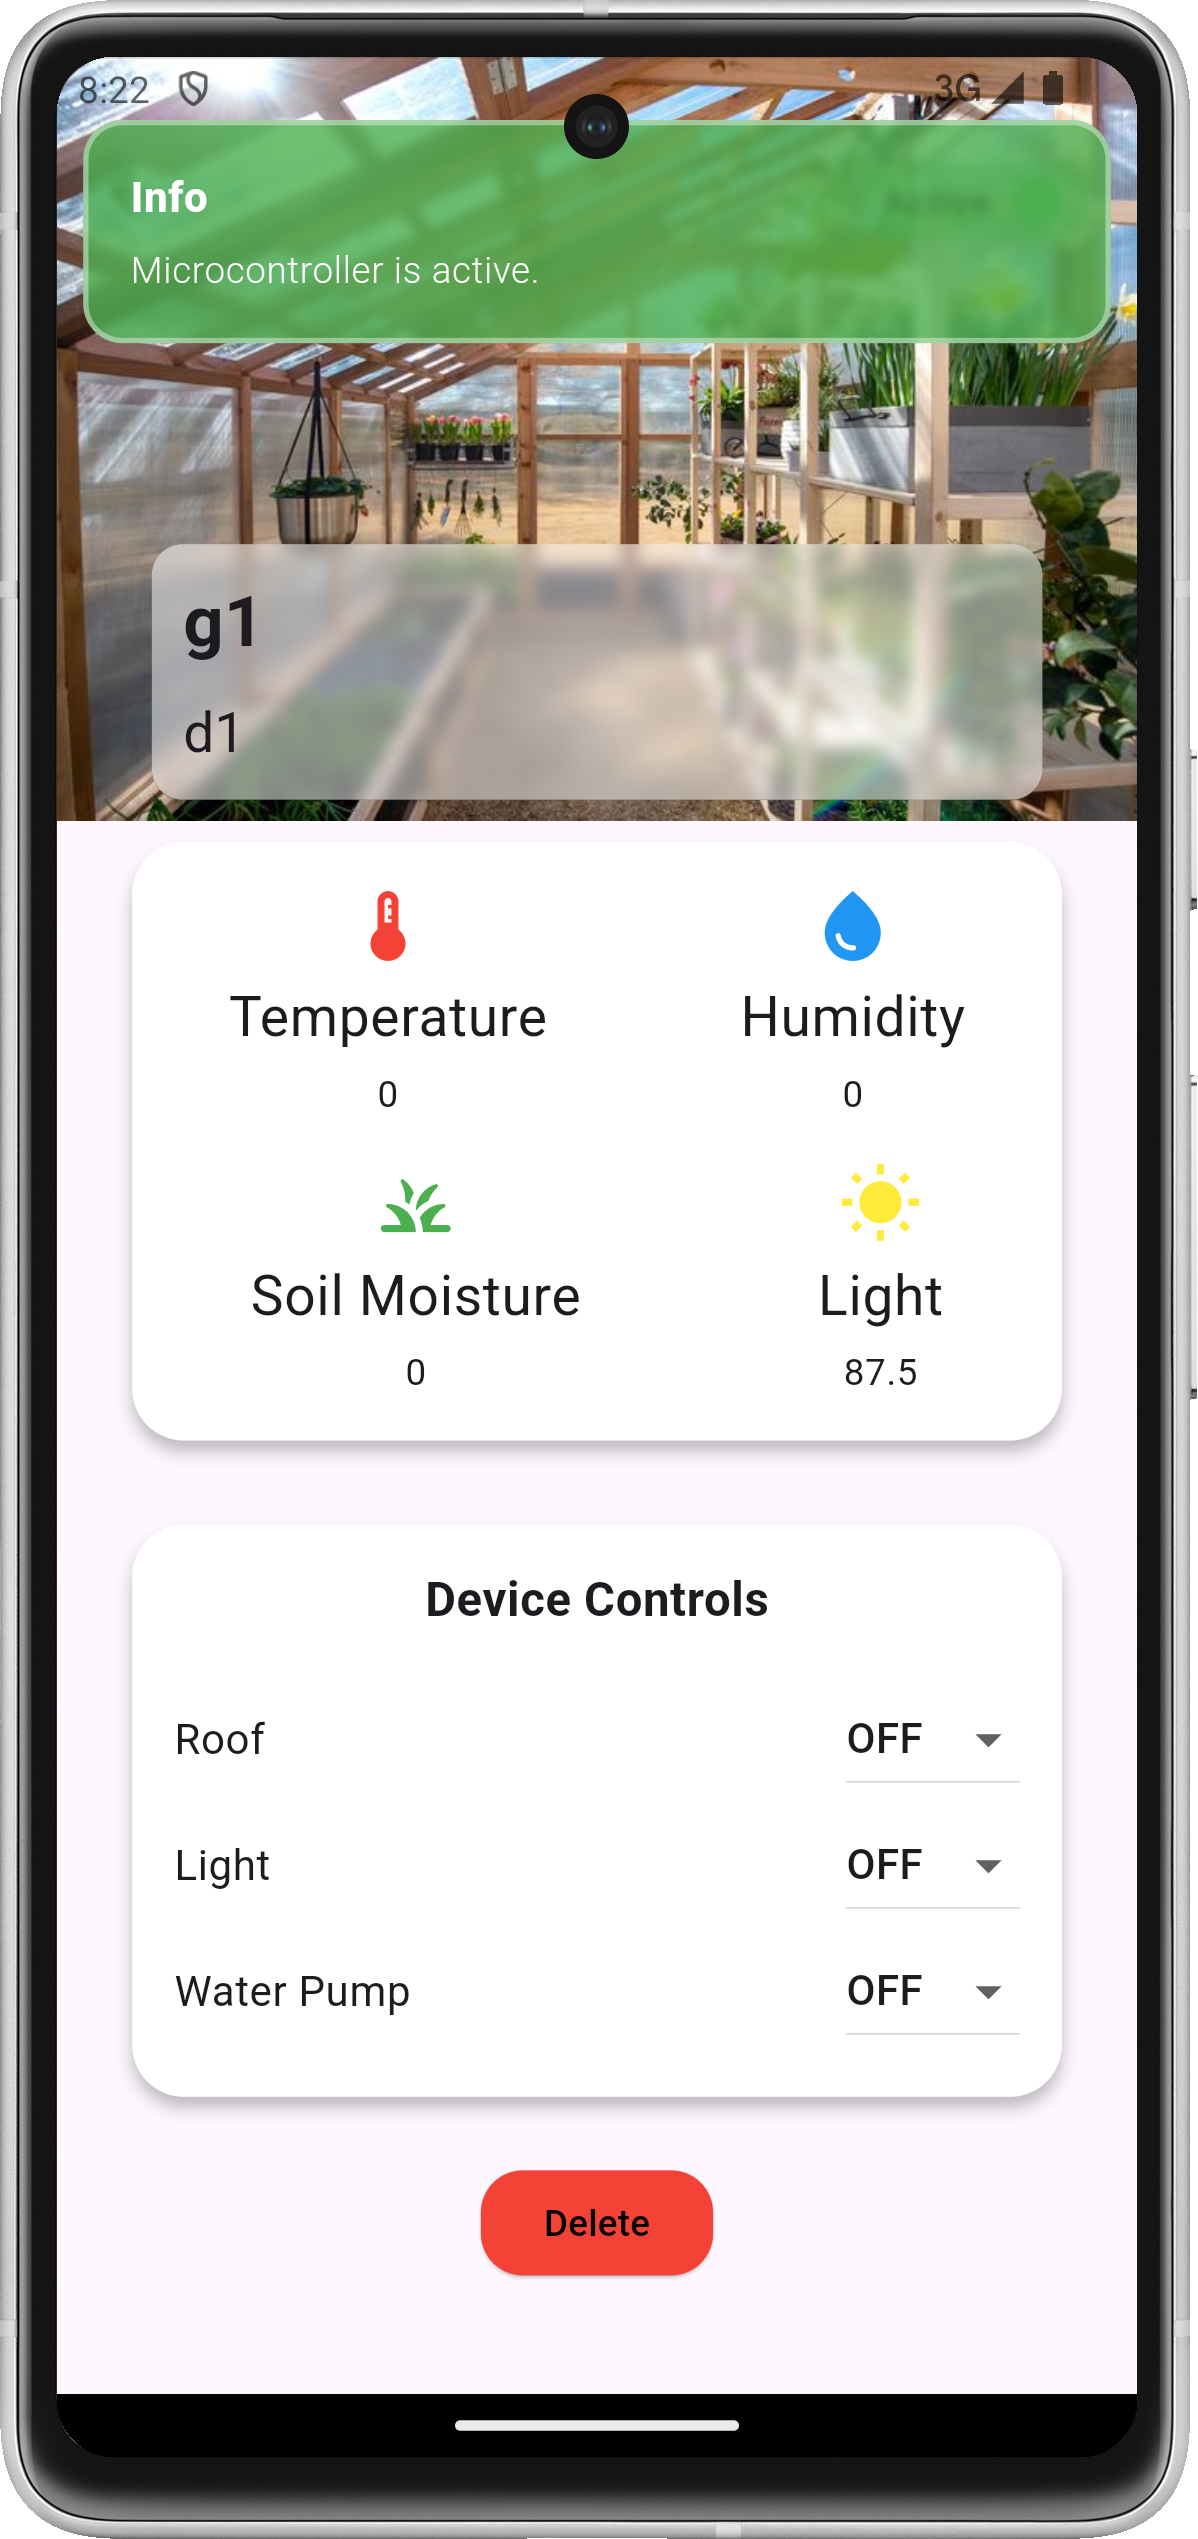 8:22
3G
Info
Active
Microcontroller is active.
g1
d1
Temperature
Humidity
0
0
Soil Moisture
Light
0
87.5
Device Controls
Roof
OFF
Light
OFF
Water Pump
OFF
Delete